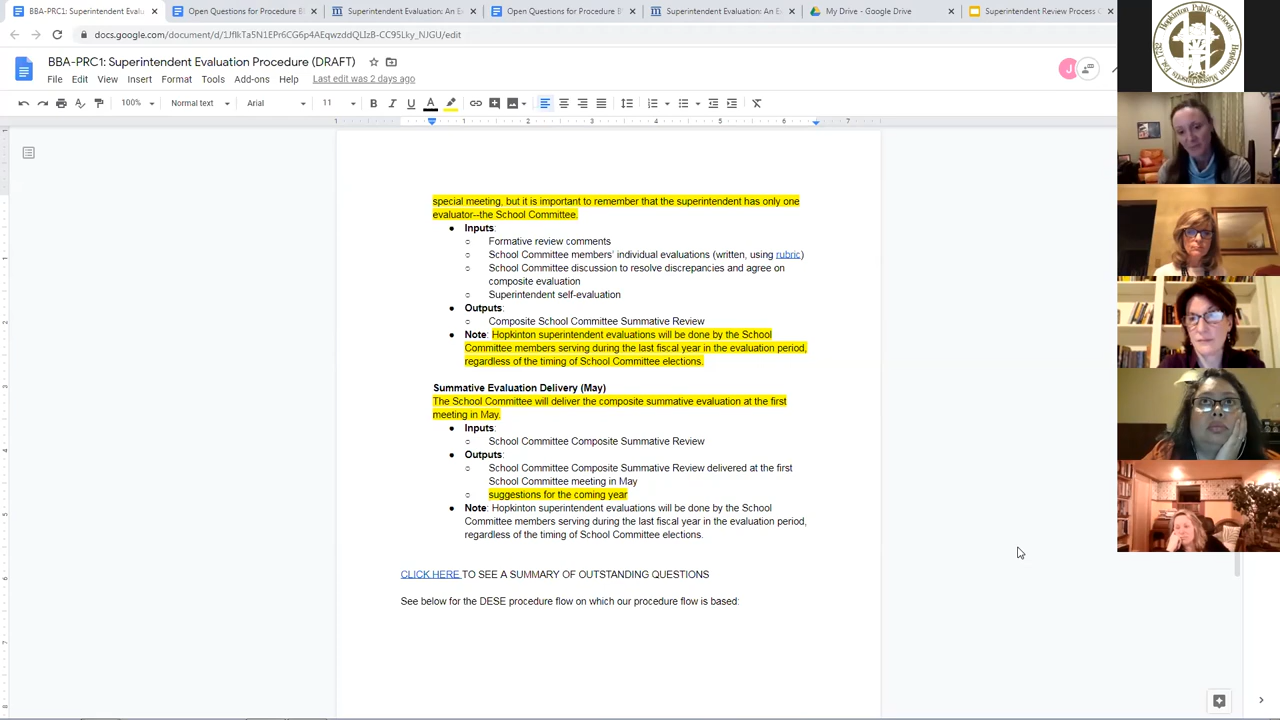 BBA-PRC1: Superintendent Evalu
Open Questions for Procedure B
Superintendent Evaluation: An E
Open Questions for Procedure B
Superintendent Evaluation: An E
My Drive - Google Drive
Superintendent Review Process
BBA-PRC1: Superintendent Evaluation Procedure (DRAFT)
File Edit View Insert Format Tools Add-ons Help Last edit was 2 days ago
100% Normal text Arial 11
special meeting, but it is important to remember that the superintendent has only one
evaluator--the School Committee.
● Inputs:
○ Formative review comments
○ School Committee members' individual evaluations (written, using rubric)
○ School Committee discussion to resolve discrepancies and agree on
composite evaluation
○ Superintendent self-evaluation
● Outputs:
○ Composite School Committee Summative Review
● Note: Hopkinton superintendent evaluations will be done by the School
Committee members serving during the last fiscal year in the evaluation period,
regardless of the timing of School Committee elections.
Summative Evaluation Delivery (May)
The School Committee will deliver the composite summative evaluation at the first
meeting in May.
● Inputs:
○ School Committee Composite Summative Review
● Outputs:
○ School Committee Composite Summative Review delivered at the first
School Committee meeting in May
○ suggestions for the coming year
● Note: Hopkinton superintendent evaluations will be done by the School
Committee members serving during the last fiscal year in the evaluation period,
regardless of the timing of School Committee elections.
CLICK HERE TO SEE A SUMMARY OF OUTSTANDING QUESTIONS
See below for the DESE procedure flow on which our procedure flow is based:
Hopkinton Public Schools
Hopkinton, Massachusetts